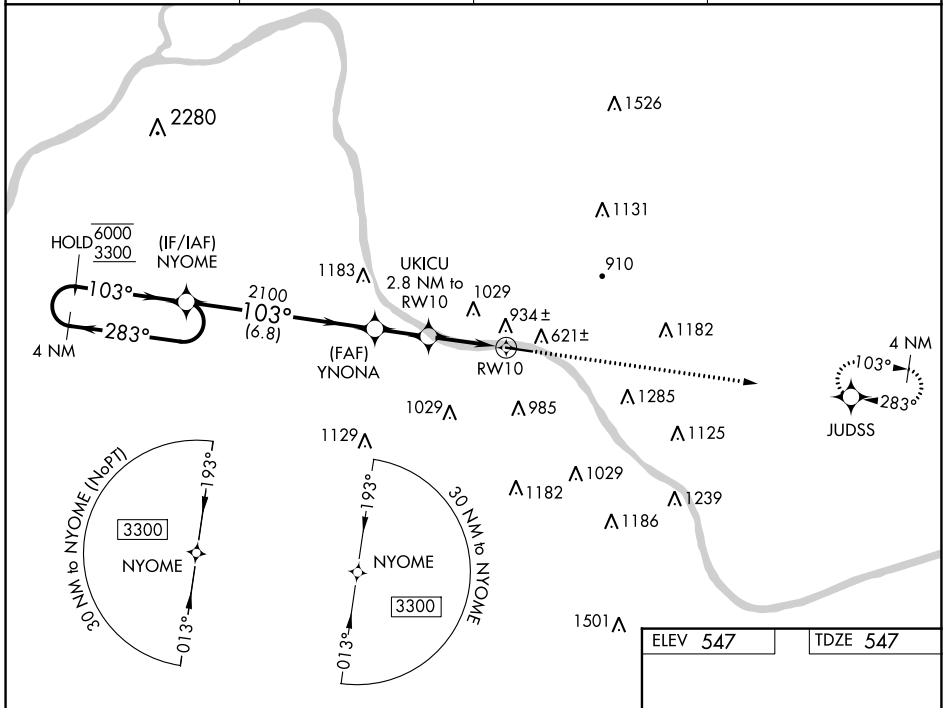 2280
1526
1131
910
HOLD 6000
3300
(IF/IAF)
NYOME
103°
283°
4 NM
2100
103°
(6.8)
1183
UKICU
2.8 NM to
RW10
1029
934±
621±
1182
(FAF)
YNONA
RW10
4 NM
103°
283°
JUDSS
1285
1029
985
1125
1129
1029
1182
1239
1186
1501
30 NM to NYOME (NoPT)
193°
3300
NYOME
013°
193°
30 NM to NYOME
NYOME
3300
013°
ELEV 547
TDZE 547